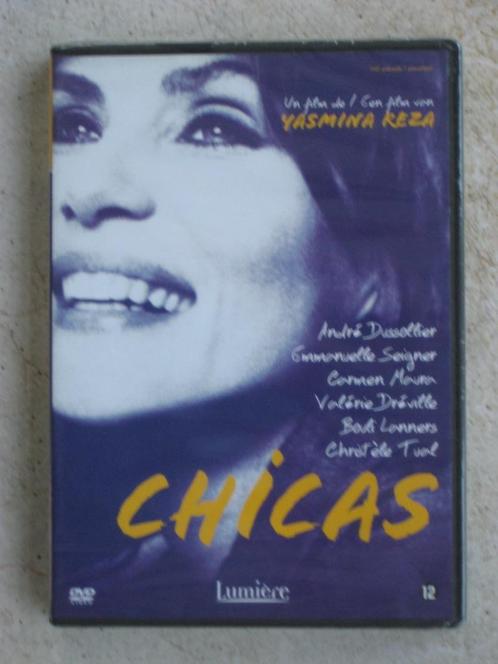 Un film de / Een film van
YASMINA REZA
André Dussollier
Emmanuelle Seigner
Carmen Maura
Valérie Dréville
Bouli Lanners
Christèle Tual
CHICAS
DVD
VIDEO
Lumière
12